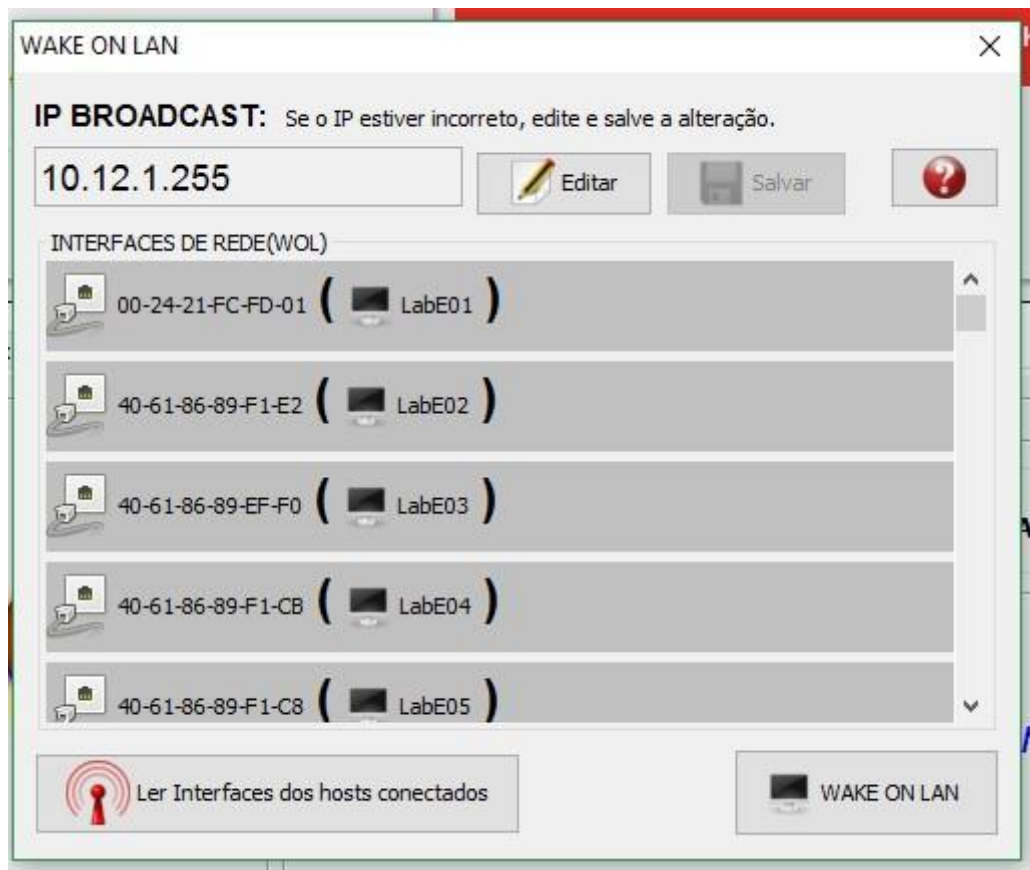 WAKE ON LAN
IP BROADCAST: Se o IP estiver incorreto, edite e salve a alteração.
10.12.1.255 Editar Salvar ?
INTERFACES DE REDE(WOL)
00-24-21-FC-FD-01 ( LabE01 )
40-61-86-89-F1-E2 ( LabE02 )
40-61-86-89-EF-F0 ( LabE03 )
40-61-86-89-F1-CB ( LabE04 )
40-61-86-89-F1-C8 ( LabE05 )
Ler Interfaces dos hosts conectados WAKE ON LAN